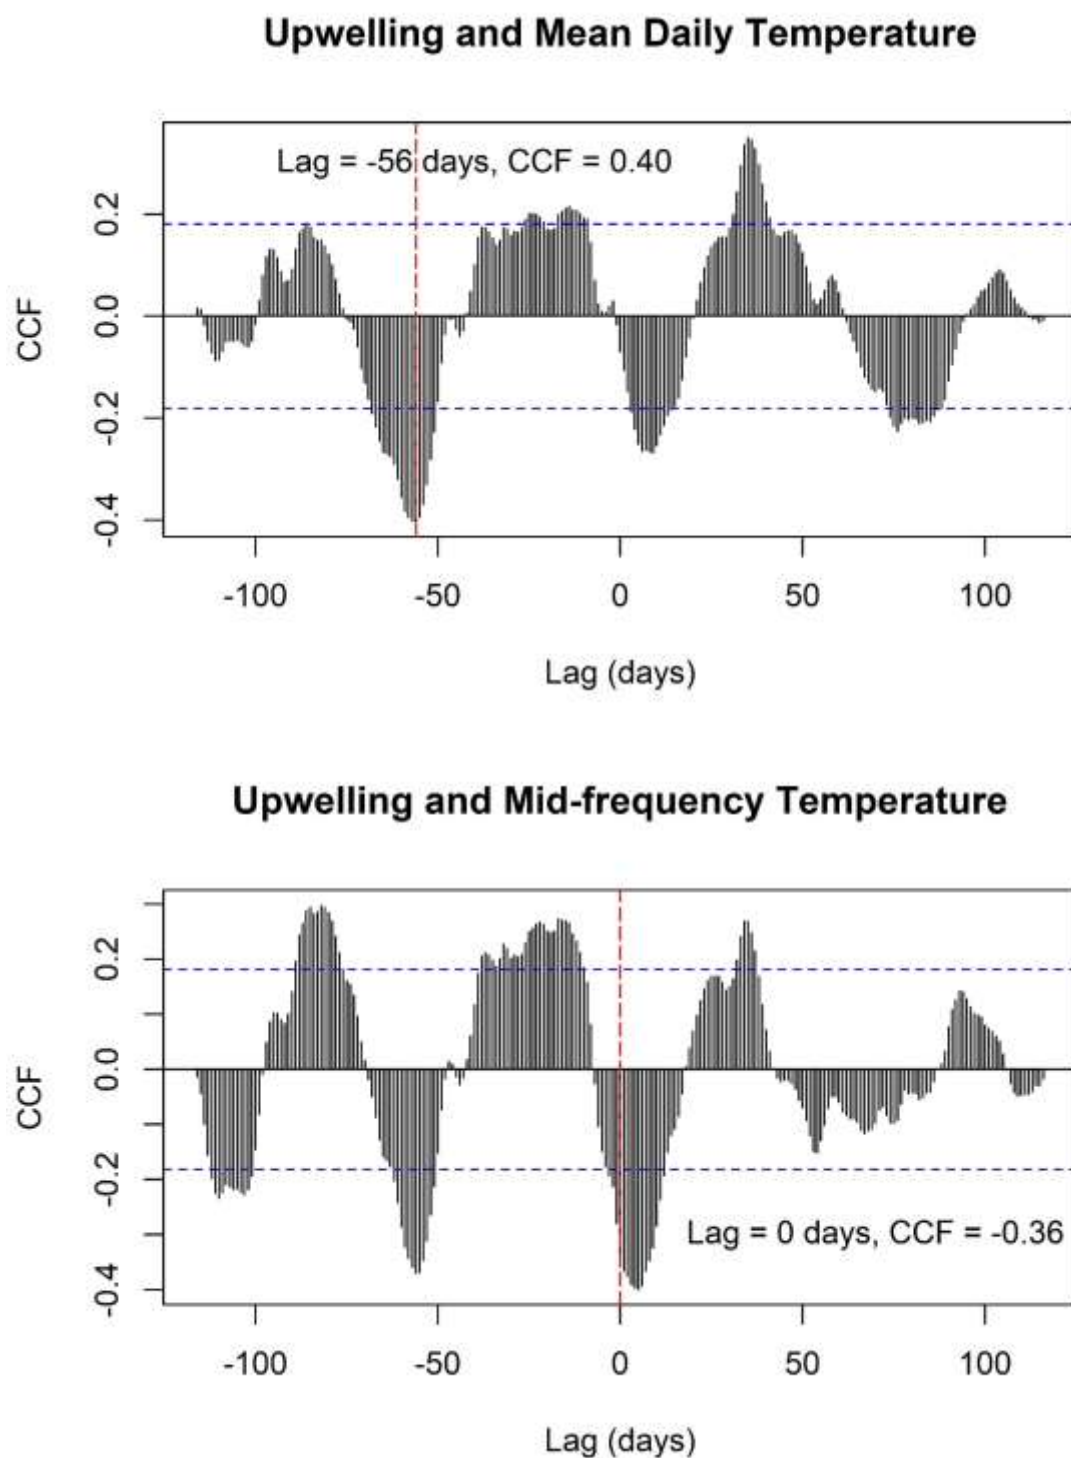 Upwelling and Mean Daily Temperature
Lag = -56 days, CCF = 0.40
CCF
0.2
0.0
-0.2
-0.4
-100 -50 0 50 100
Lag (days)
Upwelling and Mid-frequency Temperature
CCF
0.2
0.0
-0.2
-0.4
Lag = 0 days, CCF = -0.36
-100 -50 0 50 100
Lag (days)